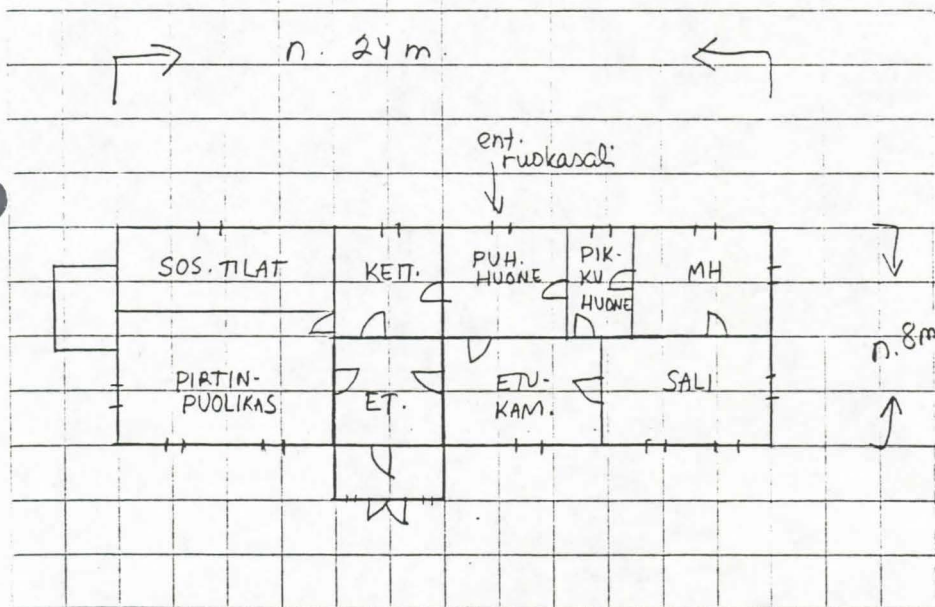 n. 24 m
ent.
ruokasali
SOS. TILAT
KEIT.
PUH.
HUONE
PIK-
KU
HUONE
MH
n. 8m
PIRTIN-
PUOLIKAS
ET.
ETU-
KAM.
SALI